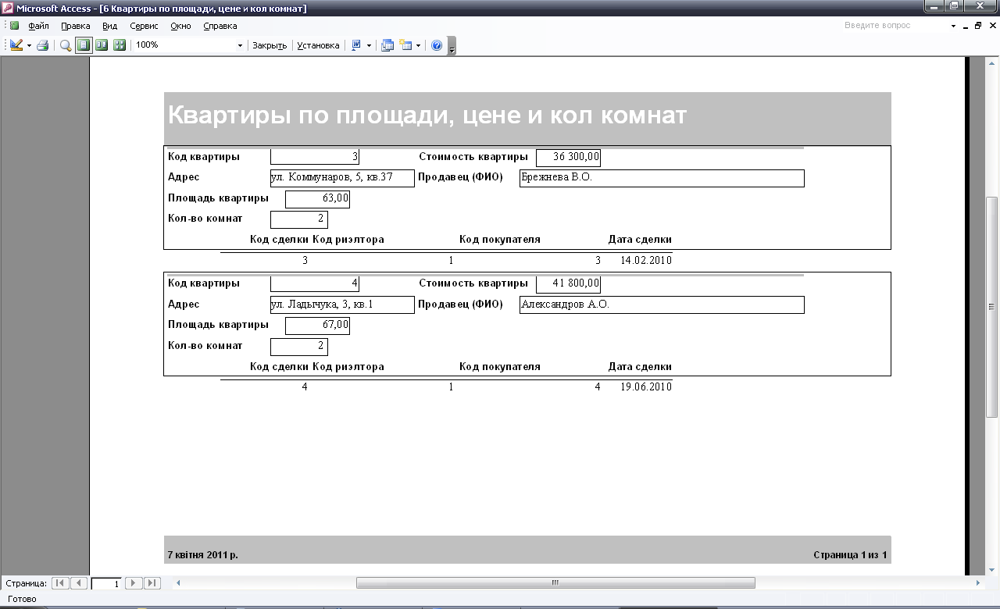 Microsoft Access - [6 Квартиры по площади, цене и кол комнат]
Файл Правка Вид Сервис Окно Справка Введите вопрос
100% Закрыть Установка
Квартиры по площади, цене и кол комнат
Код квартиры 3 Стоимость квартиры 36 300,00
Адрес ул. Коммунаров, 5, кв.37 Продавец (ФИО) Брежнева В.О.
Площадь квартиры 63,00
Кол-во комнат 2
Код сделки Код риэлтора Код покупателя Дата сделки
3 1 3 14.02.2010
Код квартиры 4 Стоимость квартиры 41 800,00
Адрес ул. Ладычука, 3, кв.1 Продавец (ФИО) Александров А.О.
Площадь квартиры 67,00
Кол-во комнат 2
Код сделки Код риэлтора Код покупателя Дата сделки
4 1 4 19.06.2010
7 квітня 2011 р. Страница 1 из 1
Страница: 1
Готово